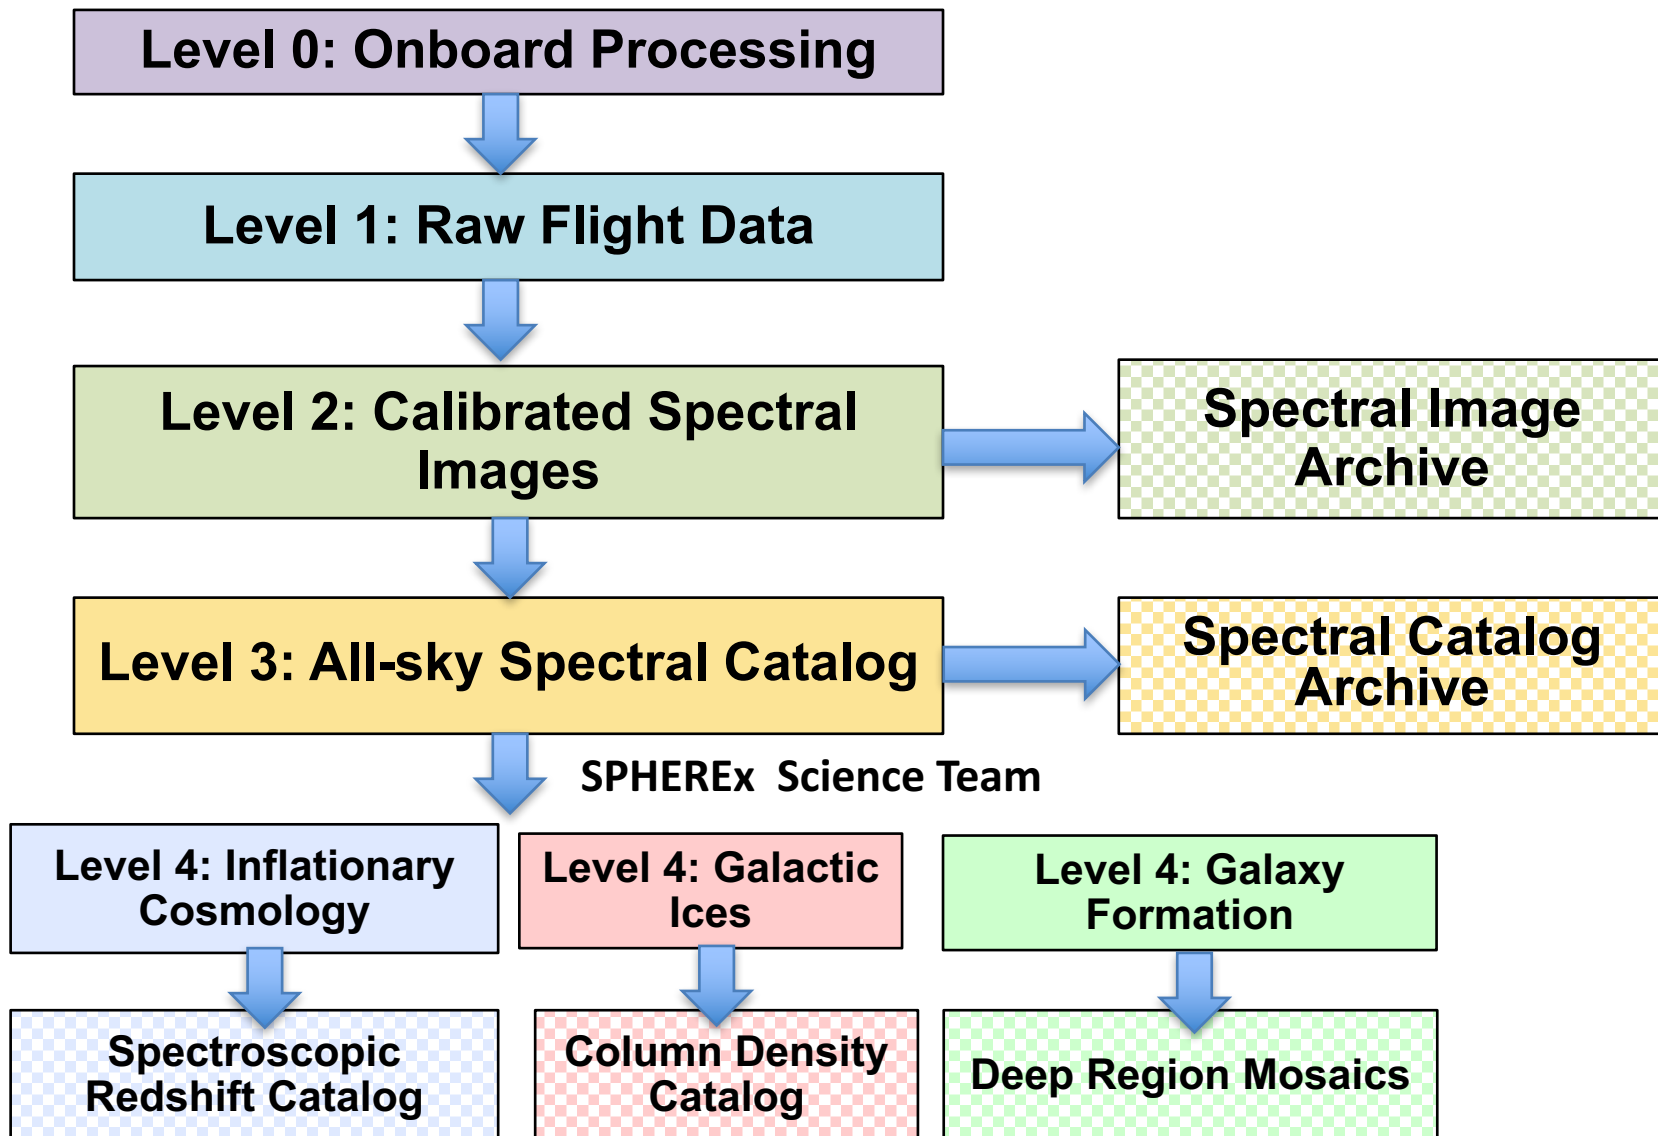 Level 0: Onboard Processing
Level 1: Raw Flight Data
Level 2: Calibrated Spectral
Images
Spectral Image
Archive
Level 3: All-sky Spectral Catalog
Spectral Catalog
Archive
SPHEREx Science Team
Level 4: Inflationary
Cosmology
Level 4: Galactic
Ices
Level 4: Galaxy
Formation
Spectroscopic
Redshift Catalog
Column Density
Catalog
Deep Region Mosaics